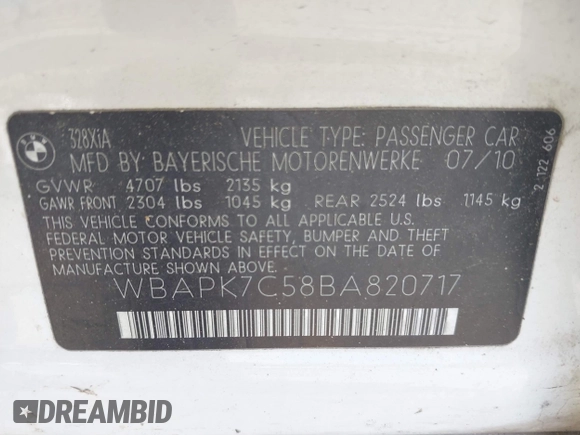 BMW
328XiA
VEHICLE TYPE: PASSENGER CAR
MFD BY: BAYERISCHE MOTORENWERKE 07/10
GVWR 4707 lbs 2135 kg
GAWR FRONT 2304 lbs 1045 kg REAR 2524 lbs 1145 kg
THIS VEHICLE CONFORMS TO ALL APPLICABLE U.S.
FEDERAL MOTOR VEHICLE SAFETY, BUMPER AND THEFT
PREVENTION STANDARDS IN EFFECT ON THE DATE OF
MANUFACTURE SHOWN ABOVE.
WBAPK7C58BA820717
2 122 606
DREAMBID